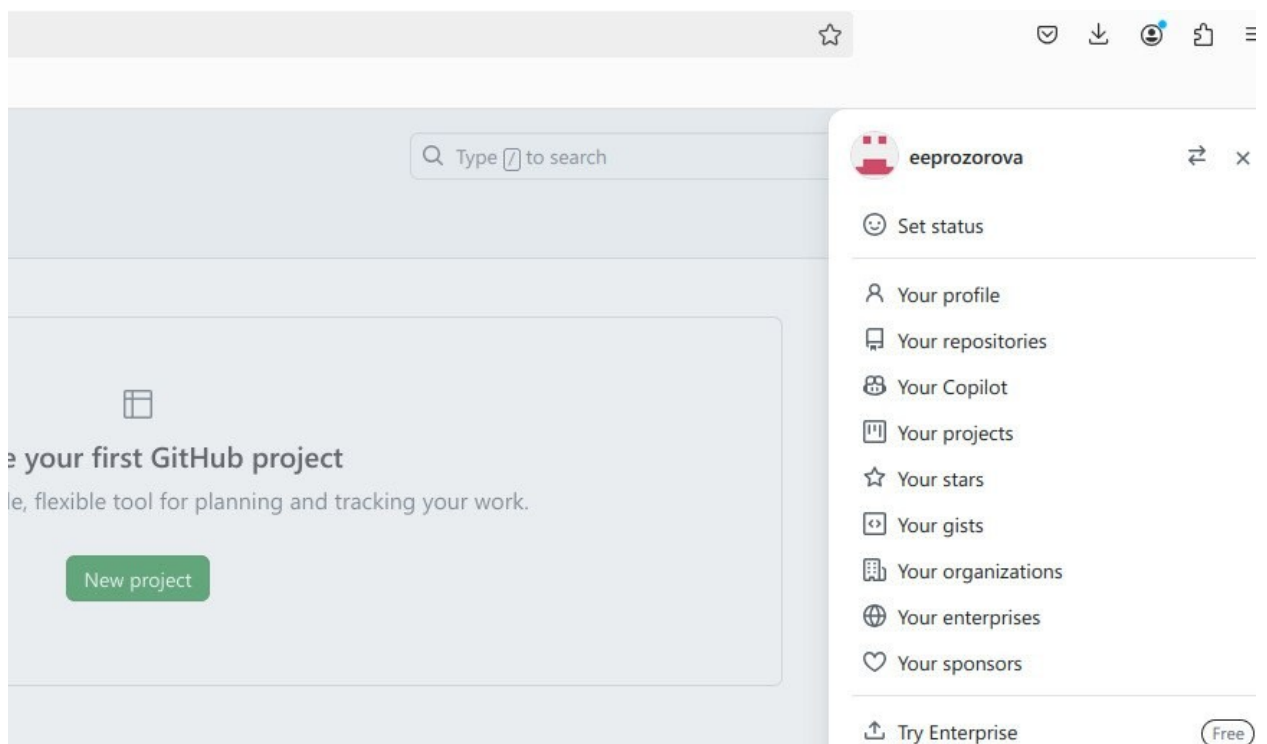 Type / to search
eeprozorova
Set status
Your profile
Your repositories
Your Copilot
Your projects
Your stars
Your gists
Your organizations
Your enterprises
Your sponsors
Try Enterprise
Free
your first GitHub project
flexible tool for planning and tracking your work.
New project